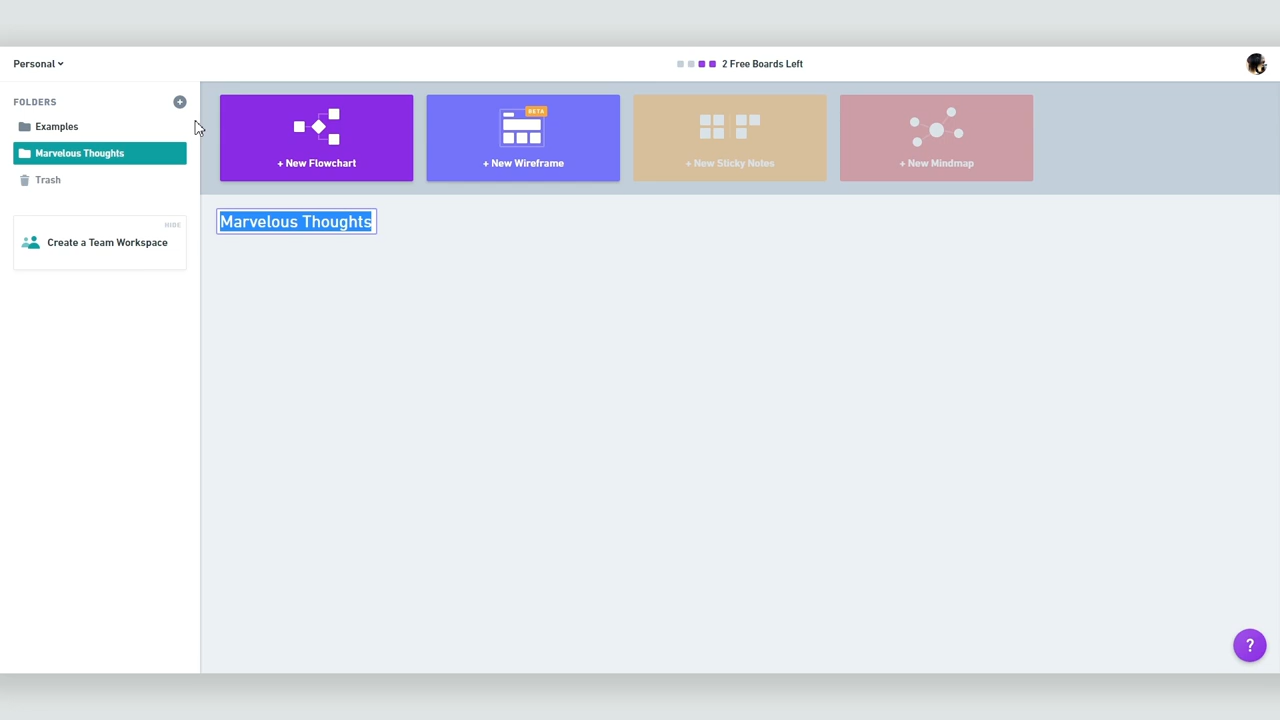 Personal
2 Free Boards Left
FOLDERS
Examples
Marvelous Thoughts
Trash
HIDE
Create a Team Workspace
+ New Flowchart
BETA
+ New Wireframe
+ New Sticky Notes
+ New Mindmap
Marvelous Thoughts
?